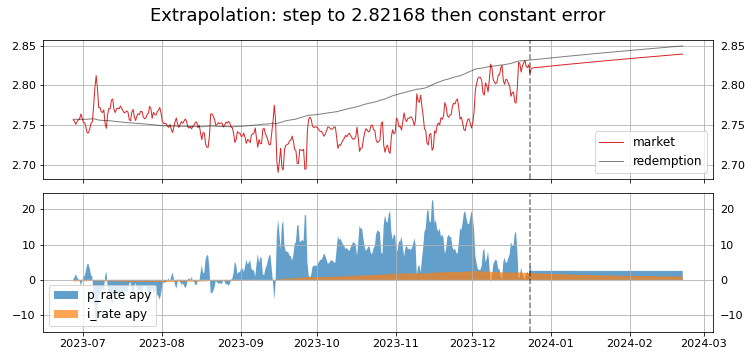 Extrapolation: step to 2.82168 then constant error
2.85 2.85
2.80 2.80
2.75 2.75
2.70 2.70
market
redemption
20 20
10 10
0 0
−10 −10
p_rate apy
i_rate apy
2023-07 2023-08 2023-09 2023-10 2023-11 2023-12 2024-01 2024-02 2024-03